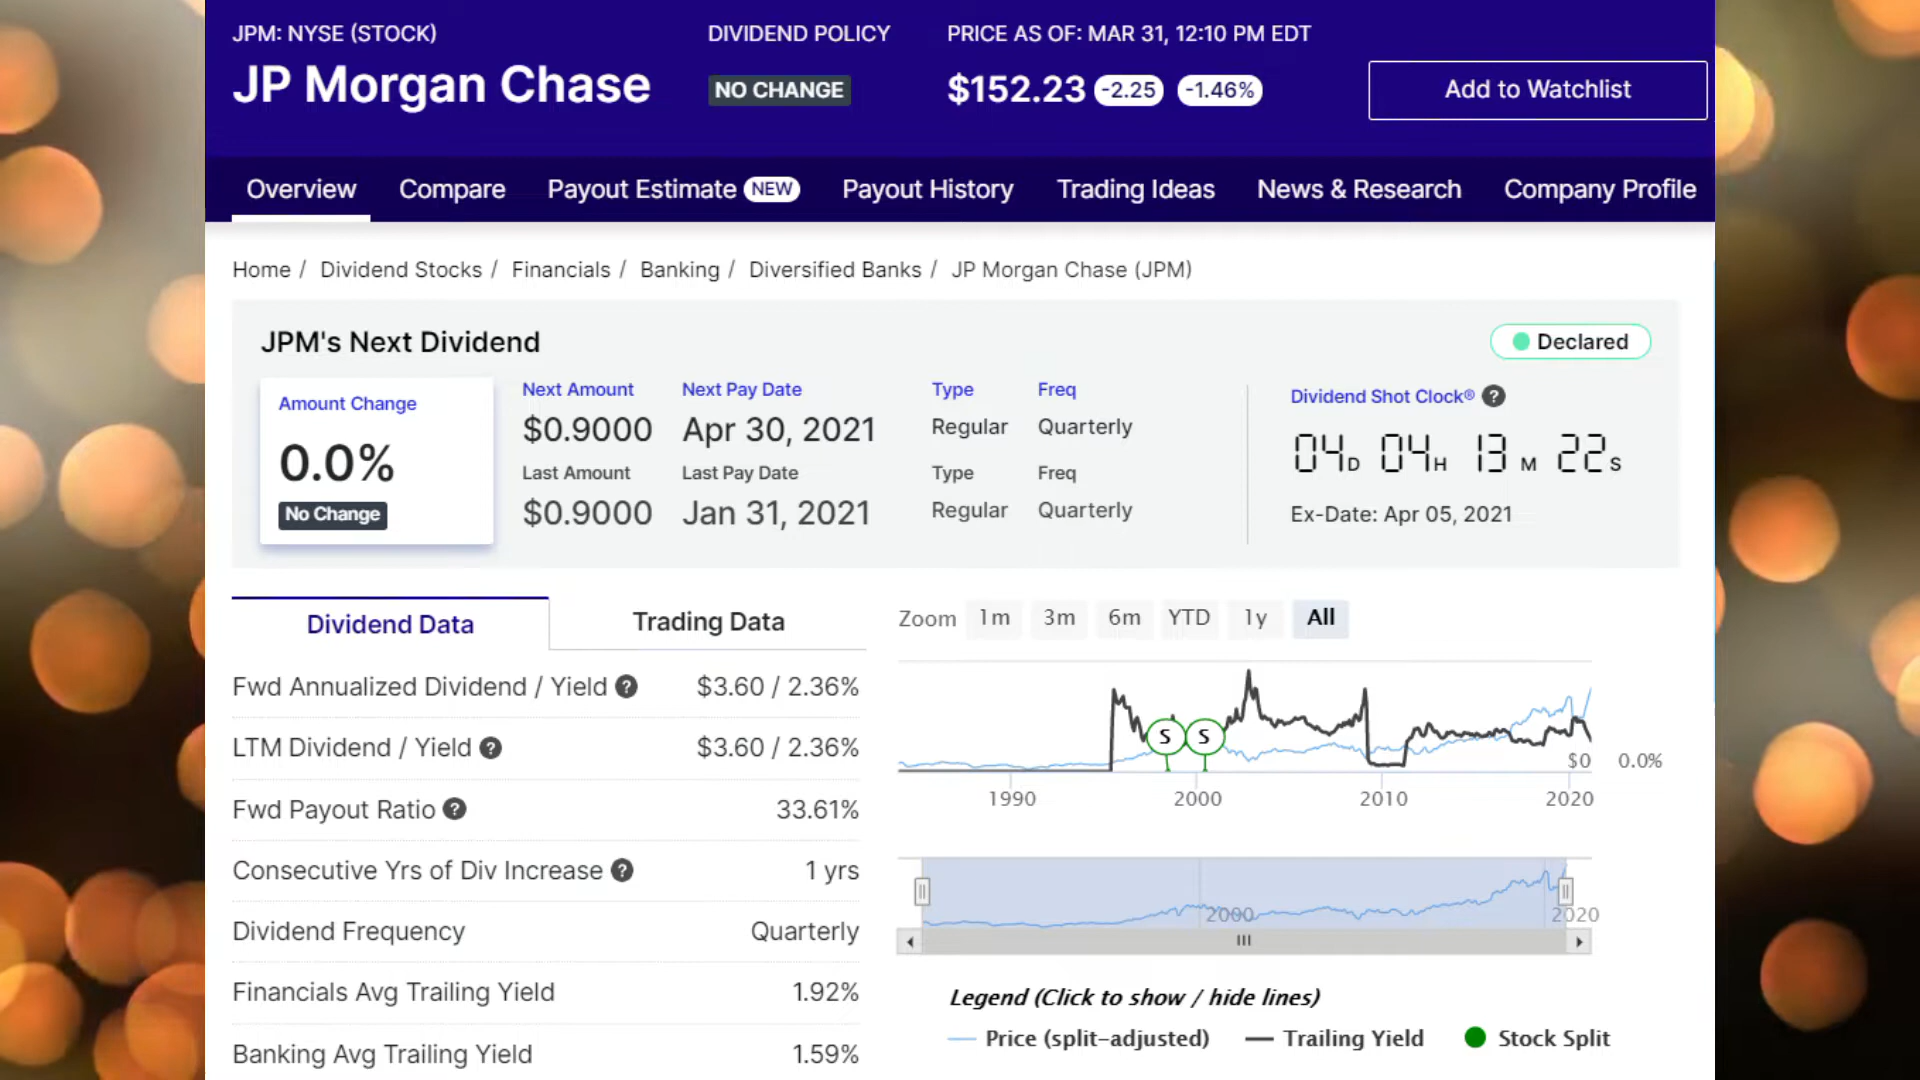 JPM: NYSE (STOCK)
DIVIDEND POLICY
PRICE AS OF: MAR 31, 12:10 PM EDT
JP Morgan Chase
NO CHANGE
$152.23 -2.25 -1.46%
Add to Watchlist
Overview Compare Payout Estimate NEW Payout History Trading Ideas News & Research Company Profile
Home / Dividend Stocks / Financials / Banking / Diversified Banks / JP Morgan Chase (JPM)
JPM's Next Dividend
Declared
Amount Change
0.0%
No Change
Next Amount Next Pay Date Type Freq
$0.9000 Apr 30, 2021 Regular Quarterly
Last Amount Last Pay Date Type Freq
$0.9000 Jan 31, 2021 Regular Quarterly
Dividend Shot Clock® ?
04D 04H 13M 22S
Ex-Date: Apr 05, 2021
Dividend Data Trading Data
Fwd Annualized Dividend / Yield ? $3.60 / 2.36%
LTM Dividend / Yield ? $3.60 / 2.36%
Fwd Payout Ratio ? 33.61%
Consecutive Yrs of Div Increase ? 1 yrs
Dividend Frequency Quarterly
Financials Avg Trailing Yield 1.92%
Banking Avg Trailing Yield 1.59%
Zoom 1m 3m 6m YTD 1y All
S S
$0 0.0%
1990 2000 2010 2020
2000 2020
Legend (Click to show / hide lines)
Price (split-adjusted) Trailing Yield Stock Split